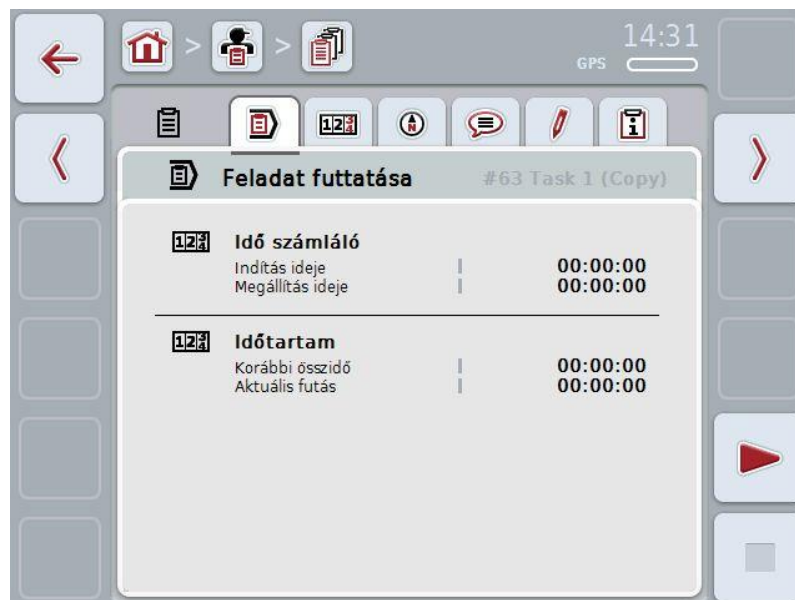 14:31
GPS
Feladat futtatása #63 Task 1 (Copy)
Idő számláló
Indítás ideje 00:00:00
Megállítás ideje 00:00:00
Időtartam
Korábbi összidő 00:00:00
Aktuális futás 00:00:00